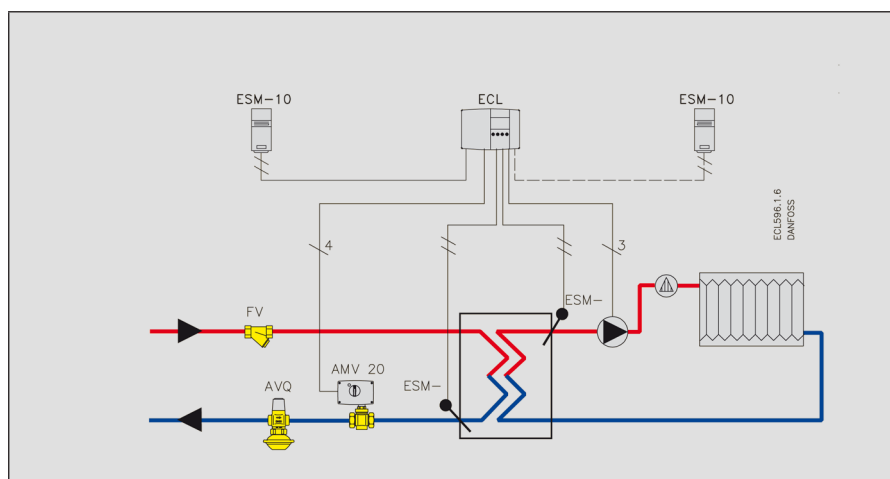 ESM-10
ECL
ESM-10
ECL596.1.6
DANFOSS
4
3
FV
ESM-
AMV 20
AVQ
ESM-